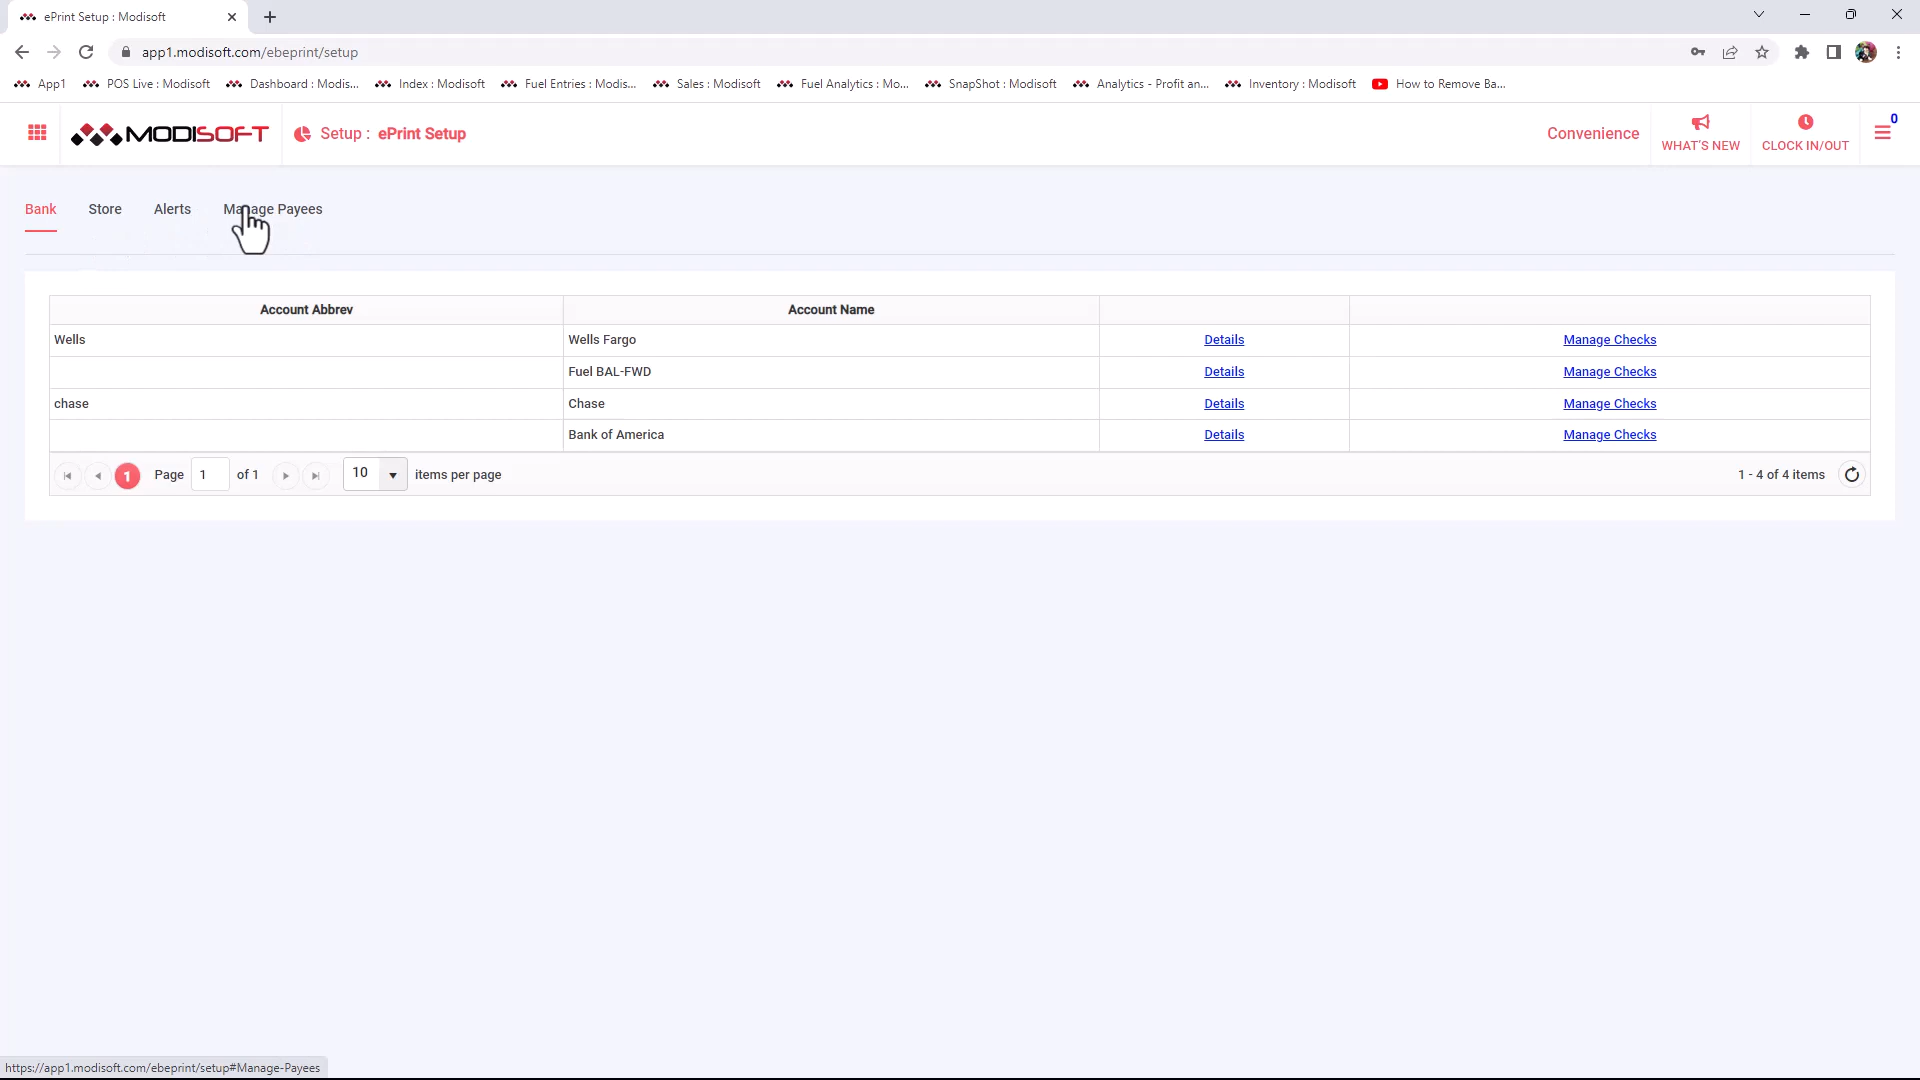 ePrint Setup : Modisoft
app1.modisoft.com/ebeprint/setup
App1 POS Live : Modisoft Dashboard : Modis... Index : Modisoft Fuel Entries : Modis... Sales : Modisoft Fuel Analytics : Mo... SnapShot : Modisoft Analytics - Profit an... Inventory : Modisoft How to Remove Ba...
MODISOFT Setup : ePrint Setup Convenience WHAT'S NEW CLOCK IN/OUT 0
Bank Store Alerts Manage Payees
Account Abbrev Account Name
Wells Wells Fargo Details Manage Checks
Fuel BAL-FWD Details Manage Checks
chase Chase Details Manage Checks
Bank of America Details Manage Checks
1 Page 1 of 1 10 items per page 1 - 4 of 4 items
https://app1.modisoft.com/ebeprint/setup#Manage-Payees